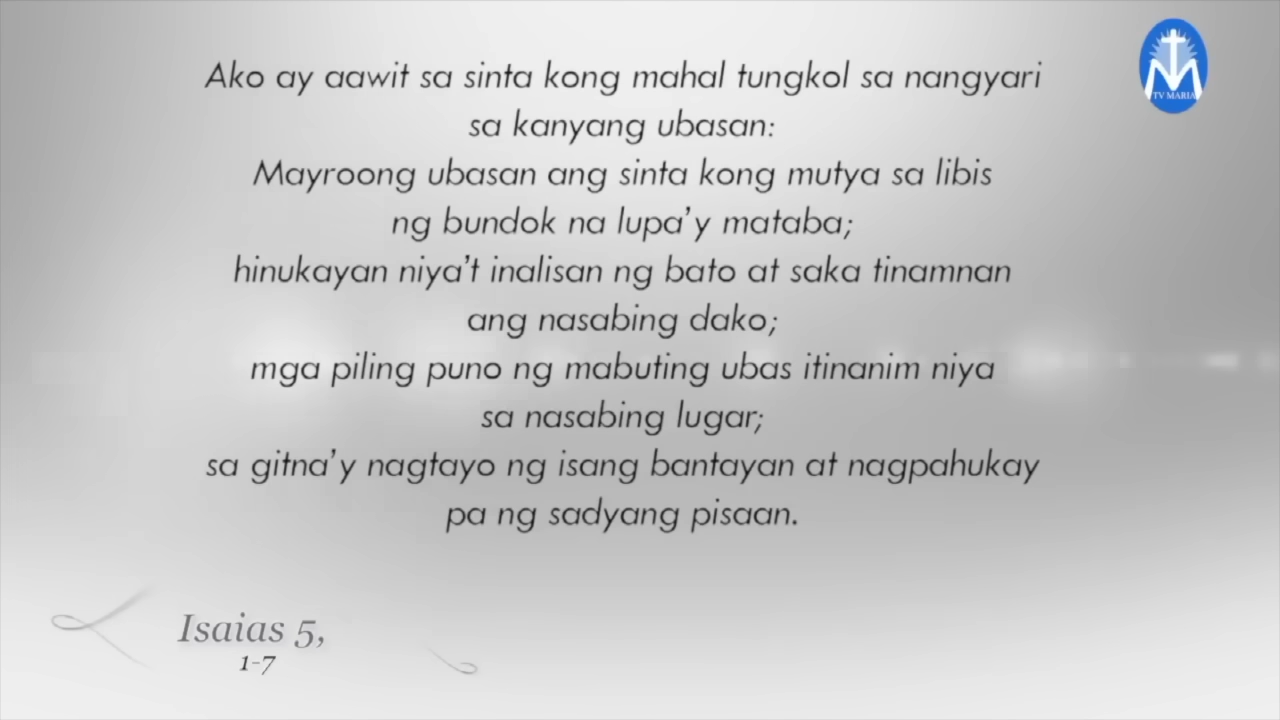 Ako ay aawit sa sinta kong mahal tungkol sa nangyari
sa kanyang ubasan:
Mayroong ubasan ang sinta kong mutya sa libis
ng bundok na lupa’y mataba;
hinukayan niya’t inalisan ng bato at saka tinamnan
ang nasabing dako;
mga piling puno ng mabuting ubas itinanim niya
sa nasabing lugar;
sa gitna’y nagtayo ng isang bantayan at nagpahukay
pa ng sadyang pisaan.
Isaias 5,
1-7
TV MARIA